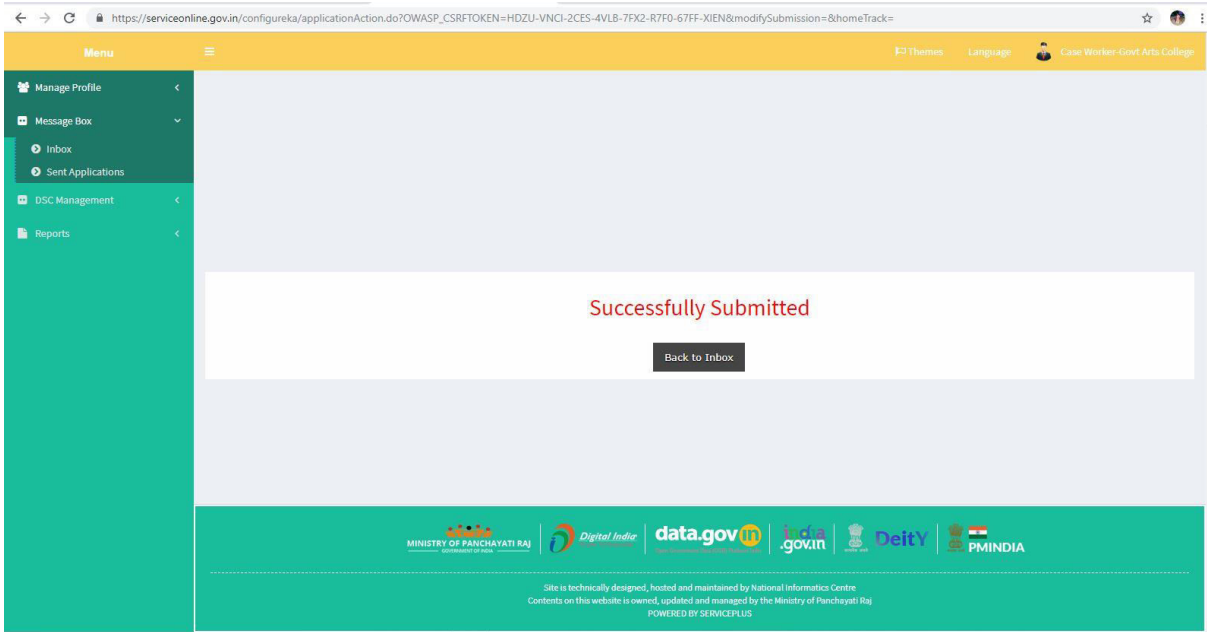 https://serviceonline.gov.in/configureka/applicationAction.do?OWASP_CSRFTOKEN=HDZU-VNCI-2CES-4VLB-7FX2-R7F0-67FF-XIEN&modifySubmission=&homeTrack=
Menu
Themes Language Case Worker-Govt Arts College
Manage Profile
Message Box
Inbox
Sent Applications
DSC Management
Reports
Successfully Submitted
Back to Inbox
MINISTRY OF PANCHAYATI RAJ
GOVERNMENT OF INDIA
Digital India
data.gov in
india
.gov.in
DeitY
PMINDIA
Site is technically designed, hosted and maintained by National Informatics Centre
Contents on this website is owned, updated and managed by the Ministry of Panchayati Raj
POWERED BY SERVICEPLUS